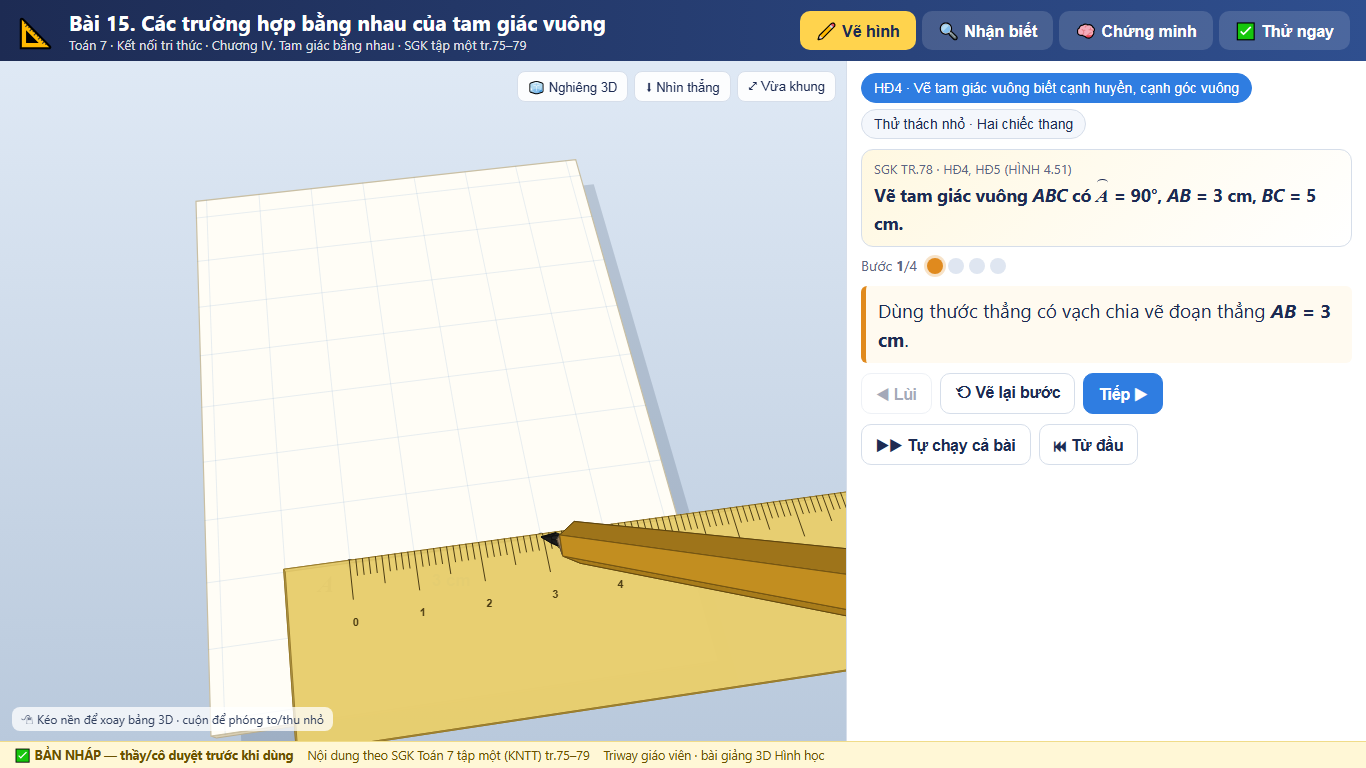 Bài 15. Các trường hợp bằng nhau của tam giác vuông
Toán 7 · Kết nối tri thức · Chương IV. Tam giác bằng nhau · SGK tập một tr.75–79
Vẽ hình
Nhận biết
Chứng minh
Thử ngay
Nghiêng 3D
Nhìn thẳng
Vừa khung
0 1 2 3 4
Kéo nền để xoay bảng 3D · cuộn để phóng to/thu nhỏ
HĐ4 · Vẽ tam giác vuông biết cạnh huyền, cạnh góc vuông
Thử thách nhỏ · Hai chiếc thang
SGK TR.78 · HĐ4, HĐ5 (HÌNH 4.51)
Vẽ tam giác vuông ABC có A͡ = 90°, AB = 3 cm, BC = 5
cm.
Bước 1/4
Dùng thước thẳng có vạch chia vẽ đoạn thẳng AB = 3
cm.
◀ Lùi
Vẽ lại bước
Tiếp ▶
▶▶ Tự chạy cả bài
⏮ Từ đầu
BẢN NHÁP — thầy/cô duyệt trước khi dùng Nội dung theo SGK Toán 7 tập một (KNTT) tr.75–79 Triway giáo viên · bài giảng 3D Hình học